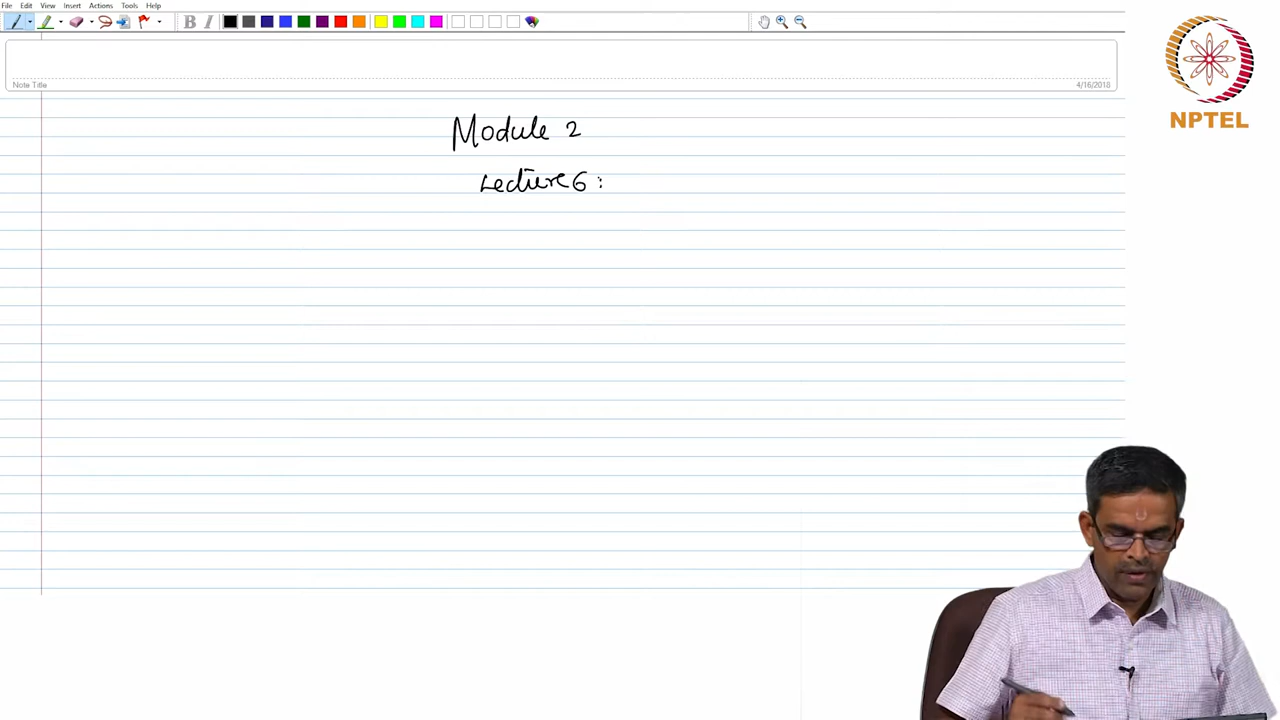 File Edit View Insert Actions Tools Help
B I
Note Title
4/16/2018
NPTEL
Module 2
Lecture 6 :